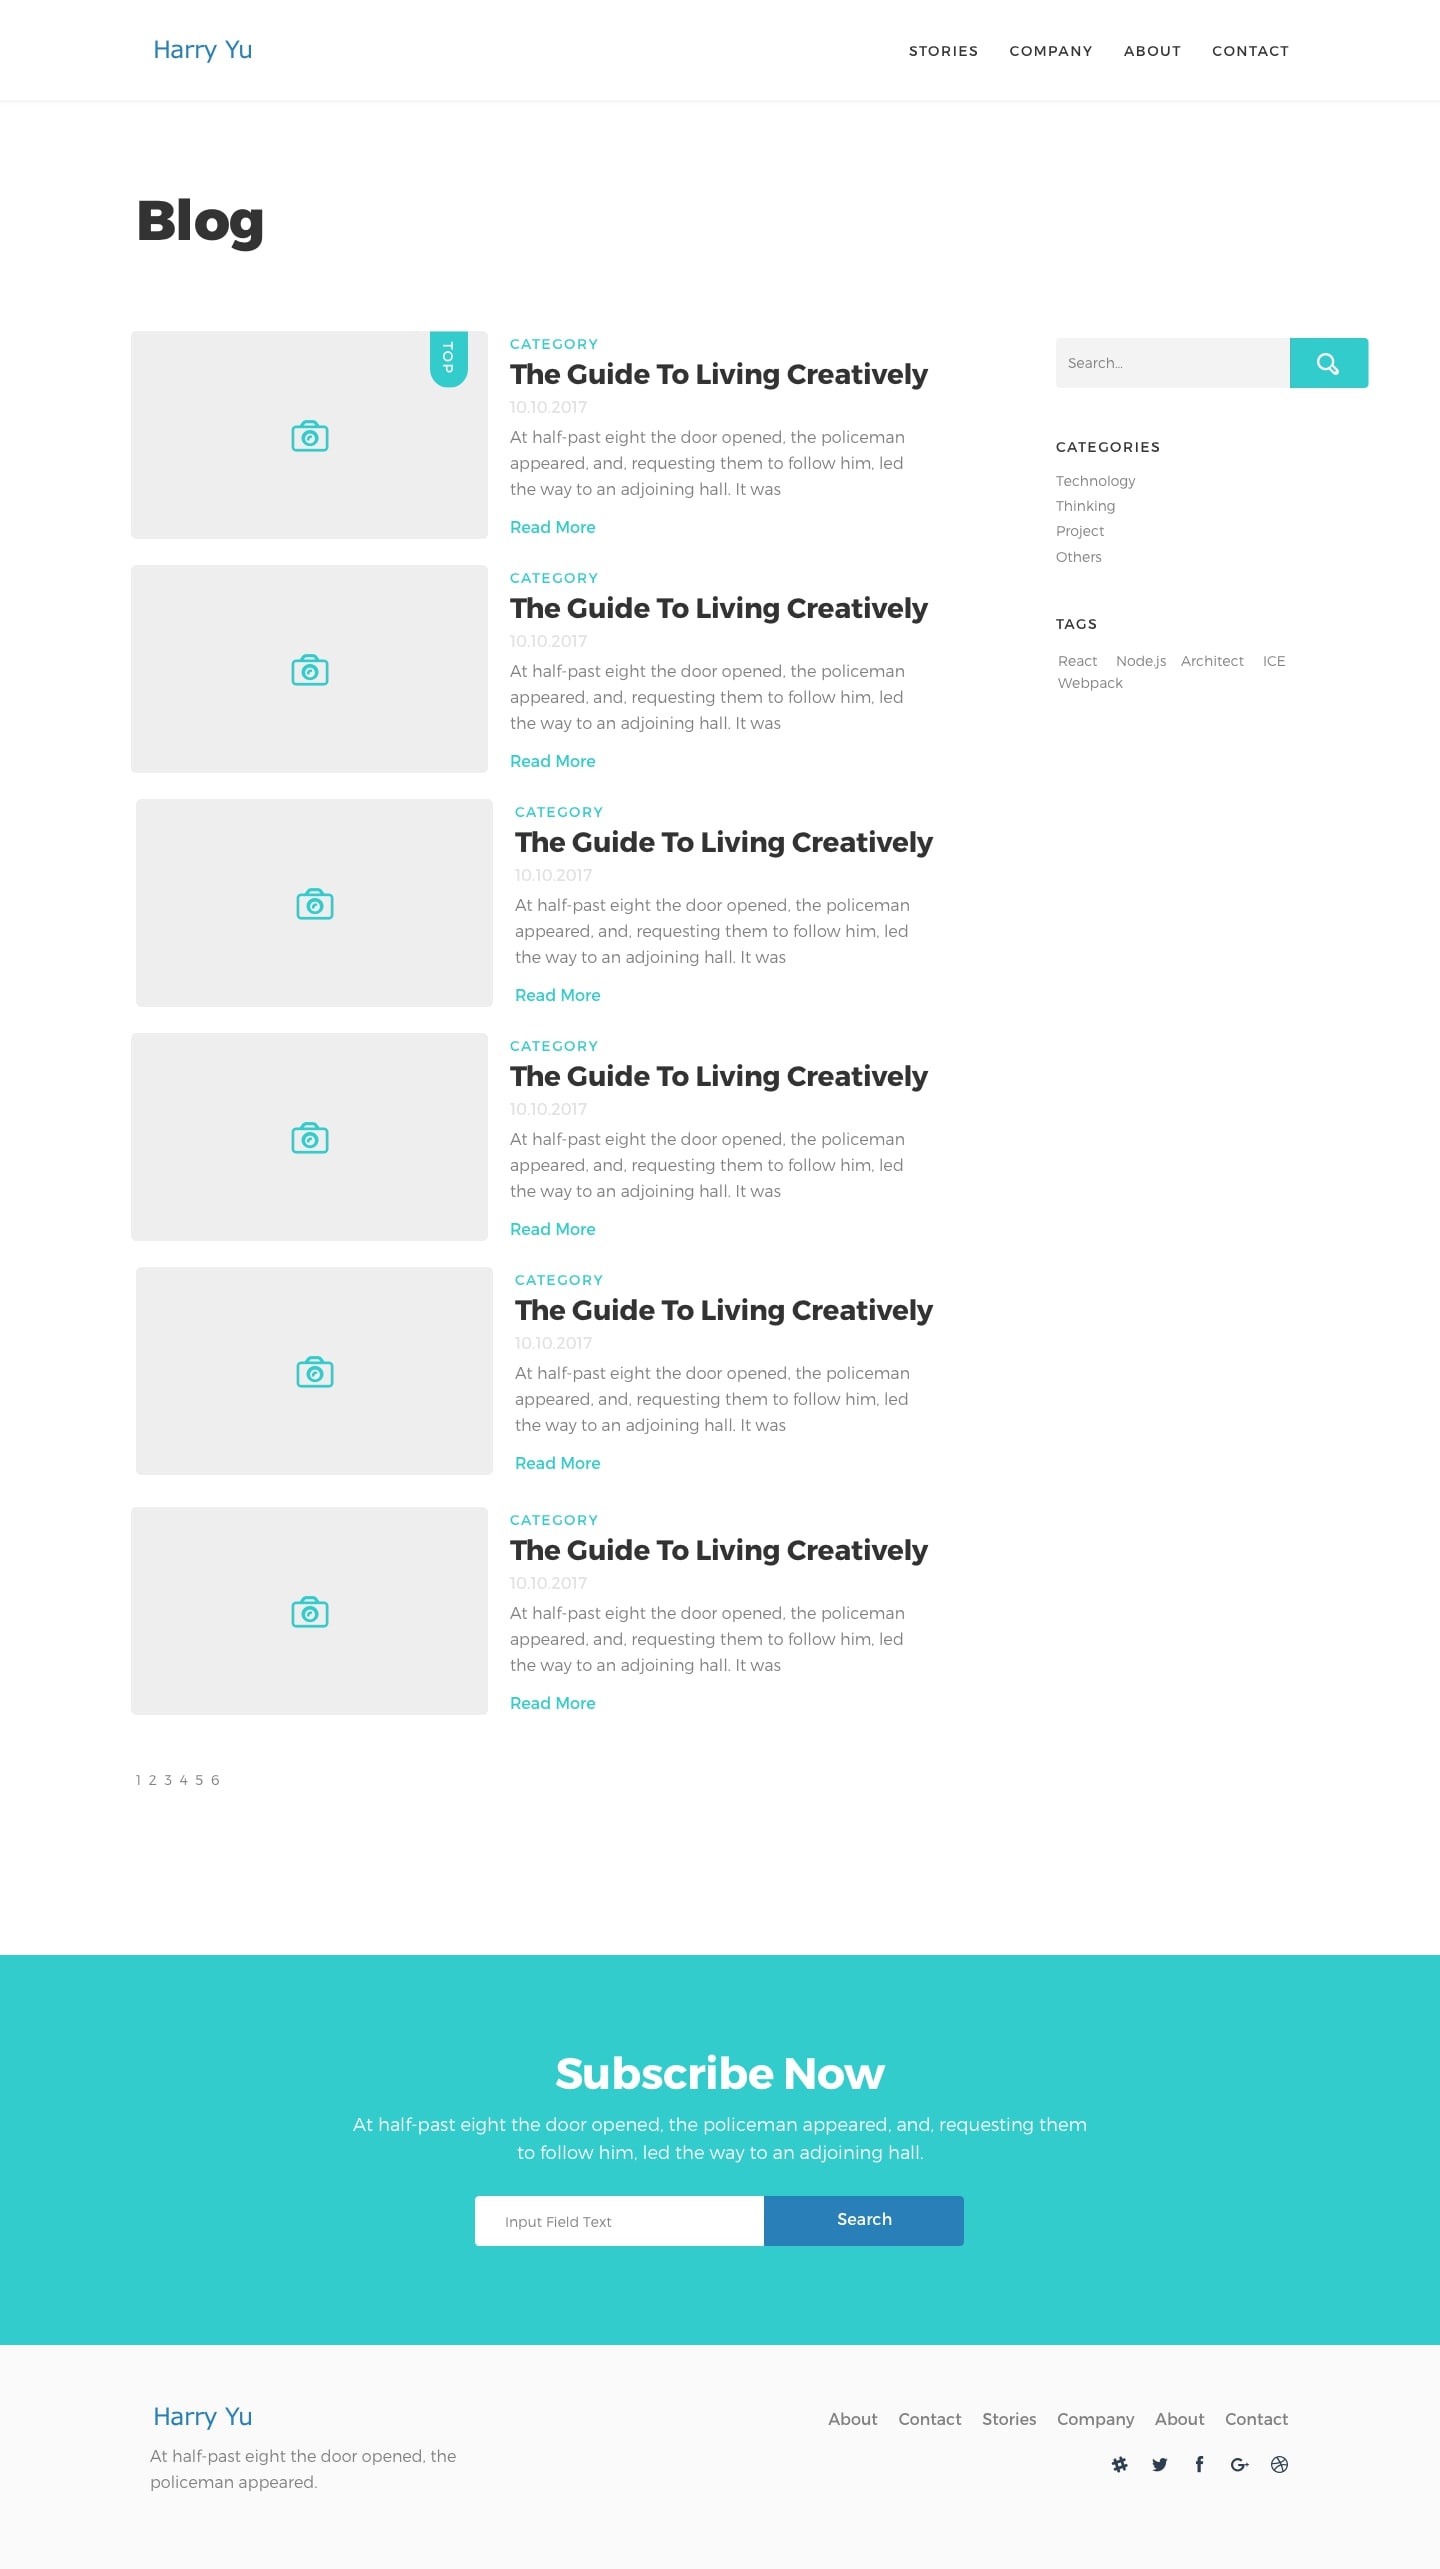 Harry Yu
STORIES COMPANY ABOUT CONTACT
Blog
TOP
CATEGORY
The Guide To Living Creatively
10.10.2017
At half-past eight the door opened, the policeman
appeared, and, requesting them to follow him, led
the way to an adjoining hall. It was
Read More
CATEGORY
The Guide To Living Creatively
10.10.2017
At half-past eight the door opened, the policeman
appeared, and, requesting them to follow him, led
the way to an adjoining hall. It was
Read More
CATEGORY
The Guide To Living Creatively
10.10.2017
At half-past eight the door opened, the policeman
appeared, and, requesting them to follow him, led
the way to an adjoining hall. It was
Read More
CATEGORY
The Guide To Living Creatively
10.10.2017
At half-past eight the door opened, the policeman
appeared, and, requesting them to follow him, led
the way to an adjoining hall. It was
Read More
CATEGORY
The Guide To Living Creatively
10.10.2017
At half-past eight the door opened, the policeman
appeared, and, requesting them to follow him, led
the way to an adjoining hall. It was
Read More
CATEGORY
The Guide To Living Creatively
10.10.2017
At half-past eight the door opened, the policeman
appeared, and, requesting them to follow him, led
the way to an adjoining hall. It was
Read More
1 2 3 4 5 6
Search...
CATEGORIES
Technology
Thinking
Project
Others
TAGS
React Node.js Architect ICE
Webpack
Subscribe Now
At half-past eight the door opened, the policeman appeared, and, requesting them
to follow him, led the way to an adjoining hall.
Input Field Text
Search
Harry Yu
At half-past eight the door opened, the
policeman appeared.
About Contact Stories Company About Contact